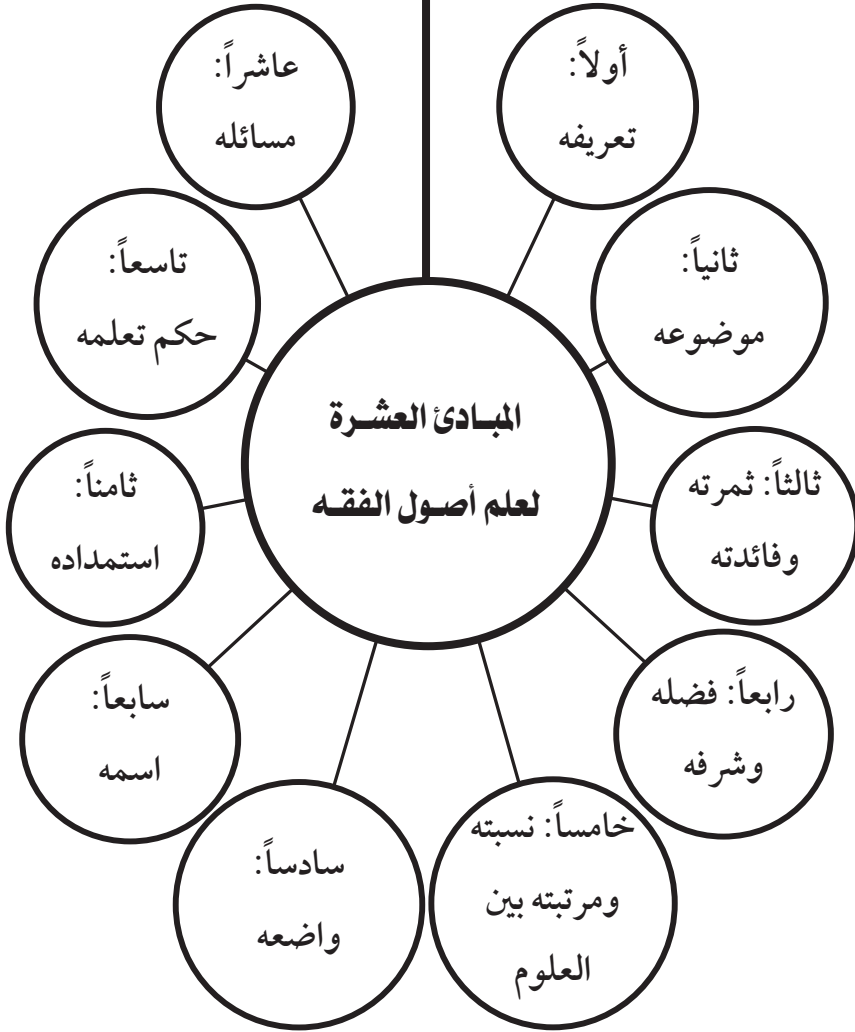 المبادئ العشرة
لعلم أصول الفقه
أولاً:
تعريفه
ثانياً:
موضوعه
ثالثاً: ثمرته
وفائدته
رابعاً: فضله
وشرفه
خامساً: نسبته
ومرتبته بين
العلوم
سادساً:
واضعه
سابعاً:
اسمه
ثامناً:
استمداده
تاسعاً:
حكم تعلمه
عاشراً:
مسائله